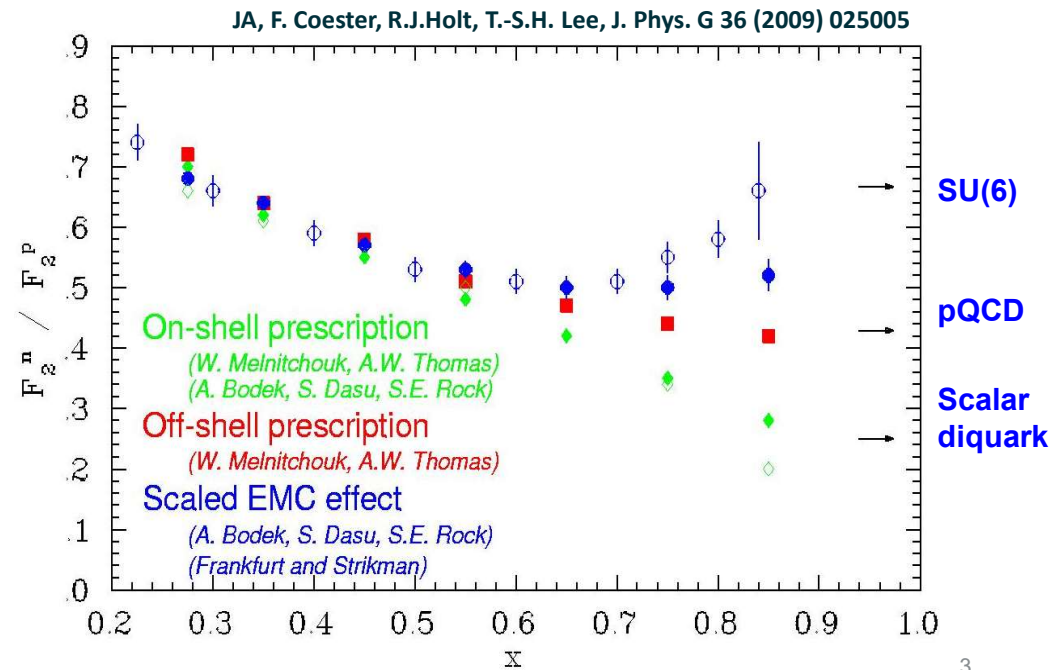 JA, F. Coester, R.J.Holt, T.-S.H. Lee, J. Phys. G 36 (2009) 025005
.9
.8
.7
.6
.5
.4
.3
.2
.1
.0
F₂ⁿ / F₂ᵖ
On-shell prescription
(W. Melnitchouk, A.W. Thomas)
(A. Bodek, S. Dasu, S.E. Rock)
Off-shell prescription
(W. Melnitchouk, A.W. Thomas)
Scaled EMC effect
(A. Bodek, S. Dasu, S.E. Rock)
(Frankfurt and Strikman)
SU(6)
pQCD
Scalar
diquark
0.2 0.3 0.4 0.5 0.6 0.7 0.8 0.9 1.0
x
3